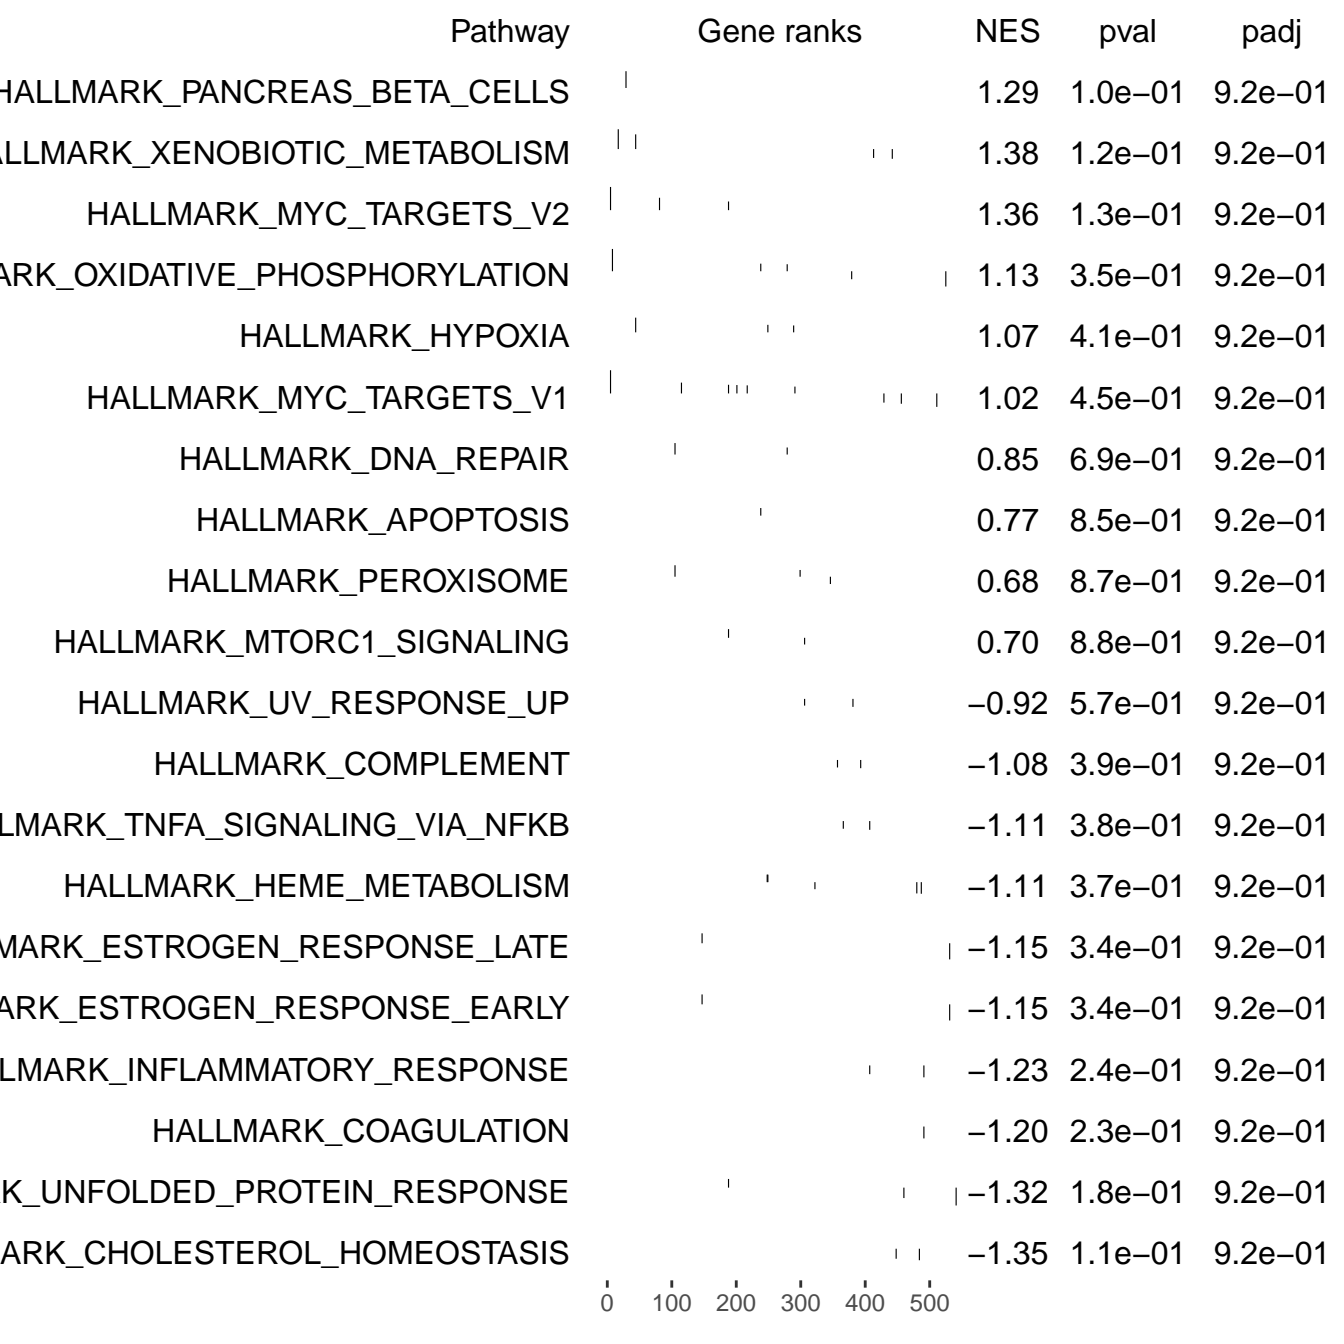 Pathway Gene ranks NES pval padj
HALLMARK_PANCREAS_BETA_CELLS 1.29 1.0e−01 9.2e−01
ALLMARK_XENOBIOTIC_METABOLISM 1.38 1.2e−01 9.2e−01
HALLMARK_MYC_TARGETS_V2 1.36 1.3e−01 9.2e−01
ARK_OXIDATIVE_PHOSPHORYLATION 1.13 3.5e−01 9.2e−01
HALLMARK_HYPOXIA 1.07 4.1e−01 9.2e−01
HALLMARK_MYC_TARGETS_V1 1.02 4.5e−01 9.2e−01
HALLMARK_DNA_REPAIR 0.85 6.9e−01 9.2e−01
HALLMARK_APOPTOSIS 0.77 8.5e−01 9.2e−01
HALLMARK_PEROXISOME 0.68 8.7e−01 9.2e−01
HALLMARK_MTORC1_SIGNALING 0.70 8.8e−01 9.2e−01
HALLMARK_UV_RESPONSE_UP −0.92 5.7e−01 9.2e−01
HALLMARK_COMPLEMENT −1.08 3.9e−01 9.2e−01
LMARK_TNFA_SIGNALING_VIA_NFKB −1.11 3.8e−01 9.2e−01
HALLMARK_HEME_METABOLISM −1.11 3.7e−01 9.2e−01
MARK_ESTROGEN_RESPONSE_LATE −1.15 3.4e−01 9.2e−01
ARK_ESTROGEN_RESPONSE_EARLY −1.15 3.4e−01 9.2e−01
LMARK_INFLAMMATORY_RESPONSE −1.23 2.4e−01 9.2e−01
HALLMARK_COAGULATION −1.20 2.3e−01 9.2e−01
K_UNFOLDED_PROTEIN_RESPONSE −1.32 1.8e−01 9.2e−01
ARK_CHOLESTEROL_HOMEOSTASIS −1.35 1.1e−01 9.2e−01
0 100 200 300 400 500